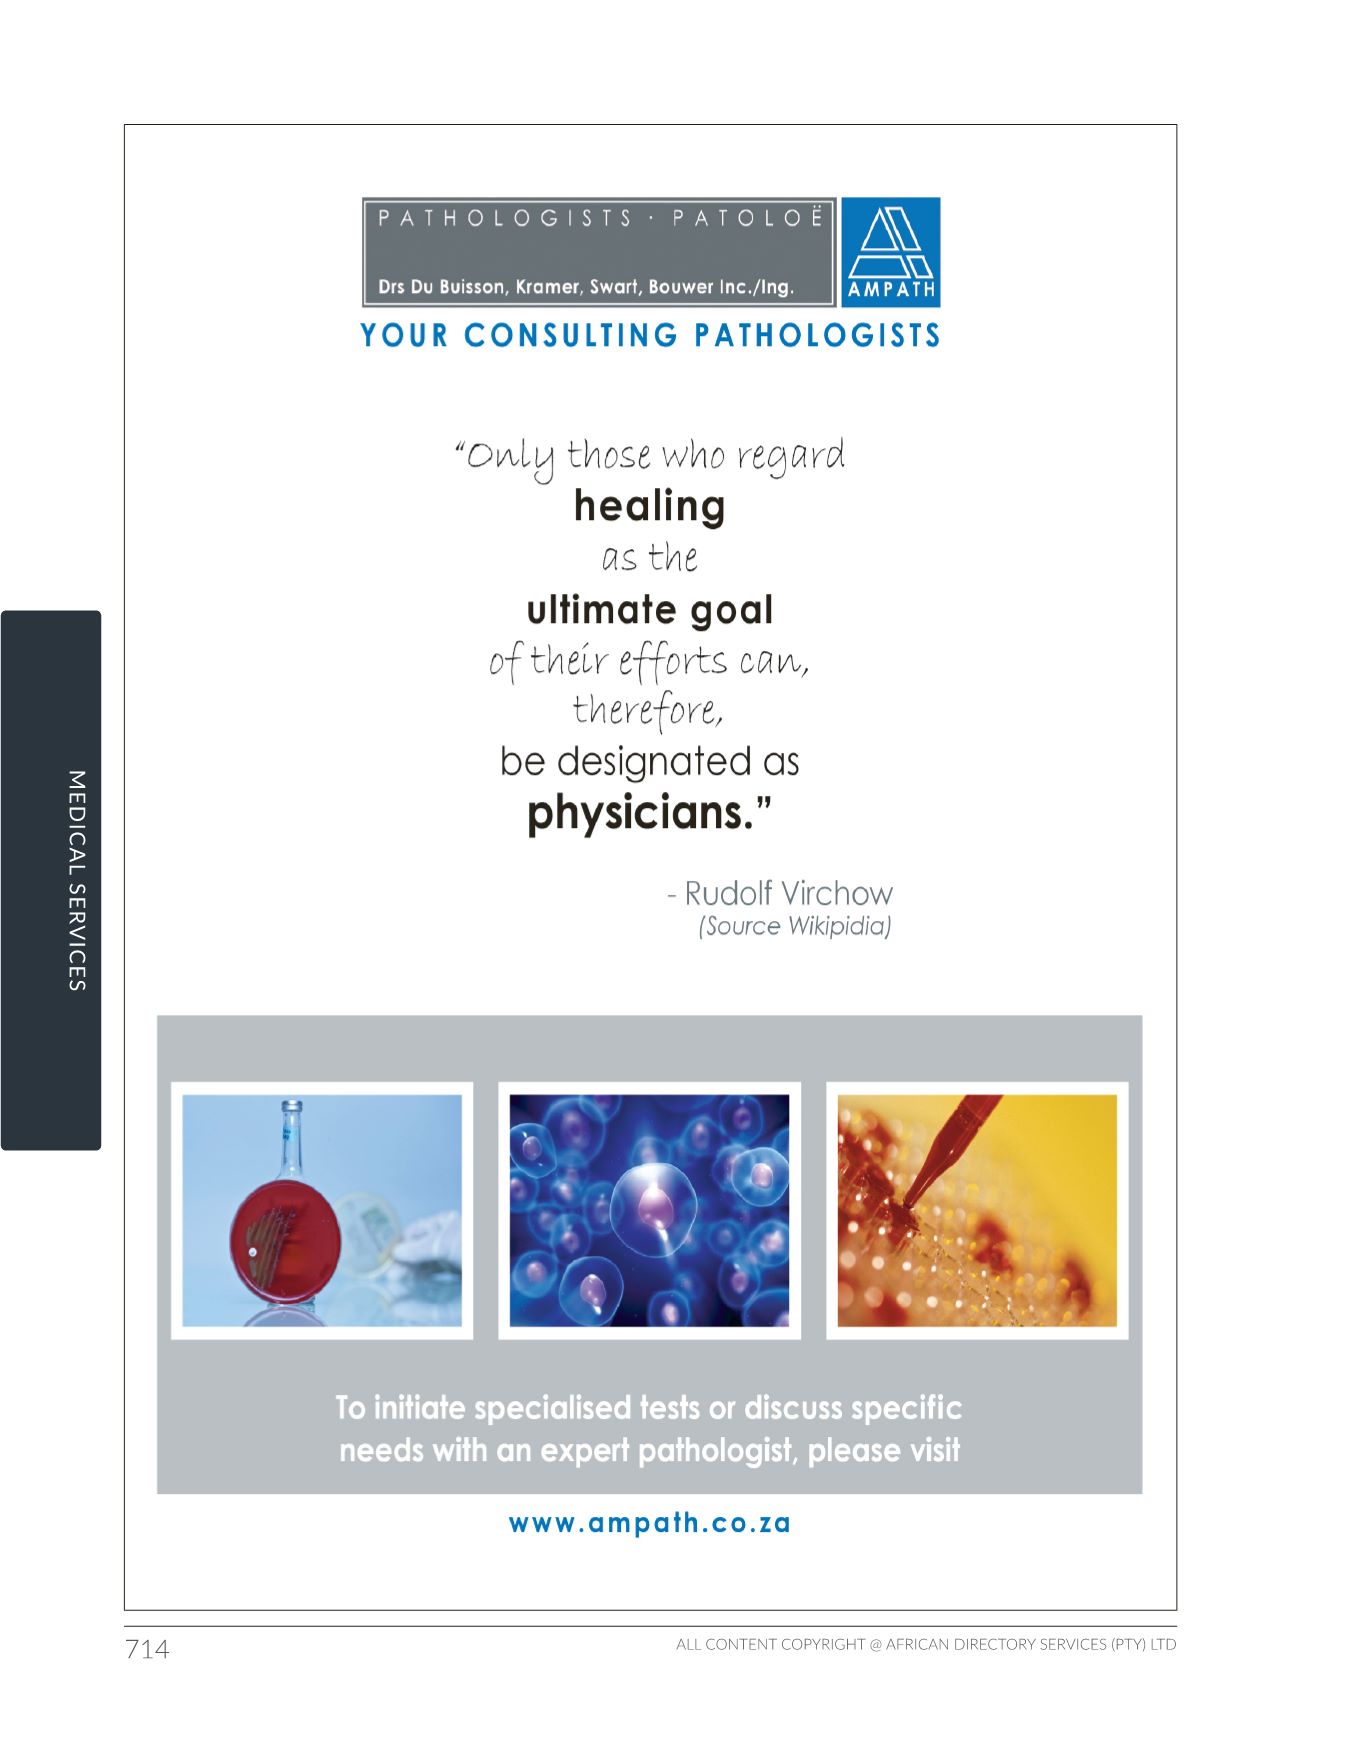 PATHOLOGISTS · PATOLOË
Drs Du Buisson, Kramer, Swart, Bouwer Inc./Ing.
AMPATH
YOUR CONSULTING PATHOLOGISTS
“Only those who regard
healing
as the
ultimate goal
of their efforts can,
therefore,
be designated as
physicians.”
- Rudolf Virchow
(Source Wikipidia)
MEDICAL SERVICES
To initiate specialised tests or discuss specific
needs with an expert pathologist, please visit
www.ampath.co.za
714
ALL CONTENT COPYRIGHT @ AFRICAN DIRECTORY SERVICES (PTY) LTD